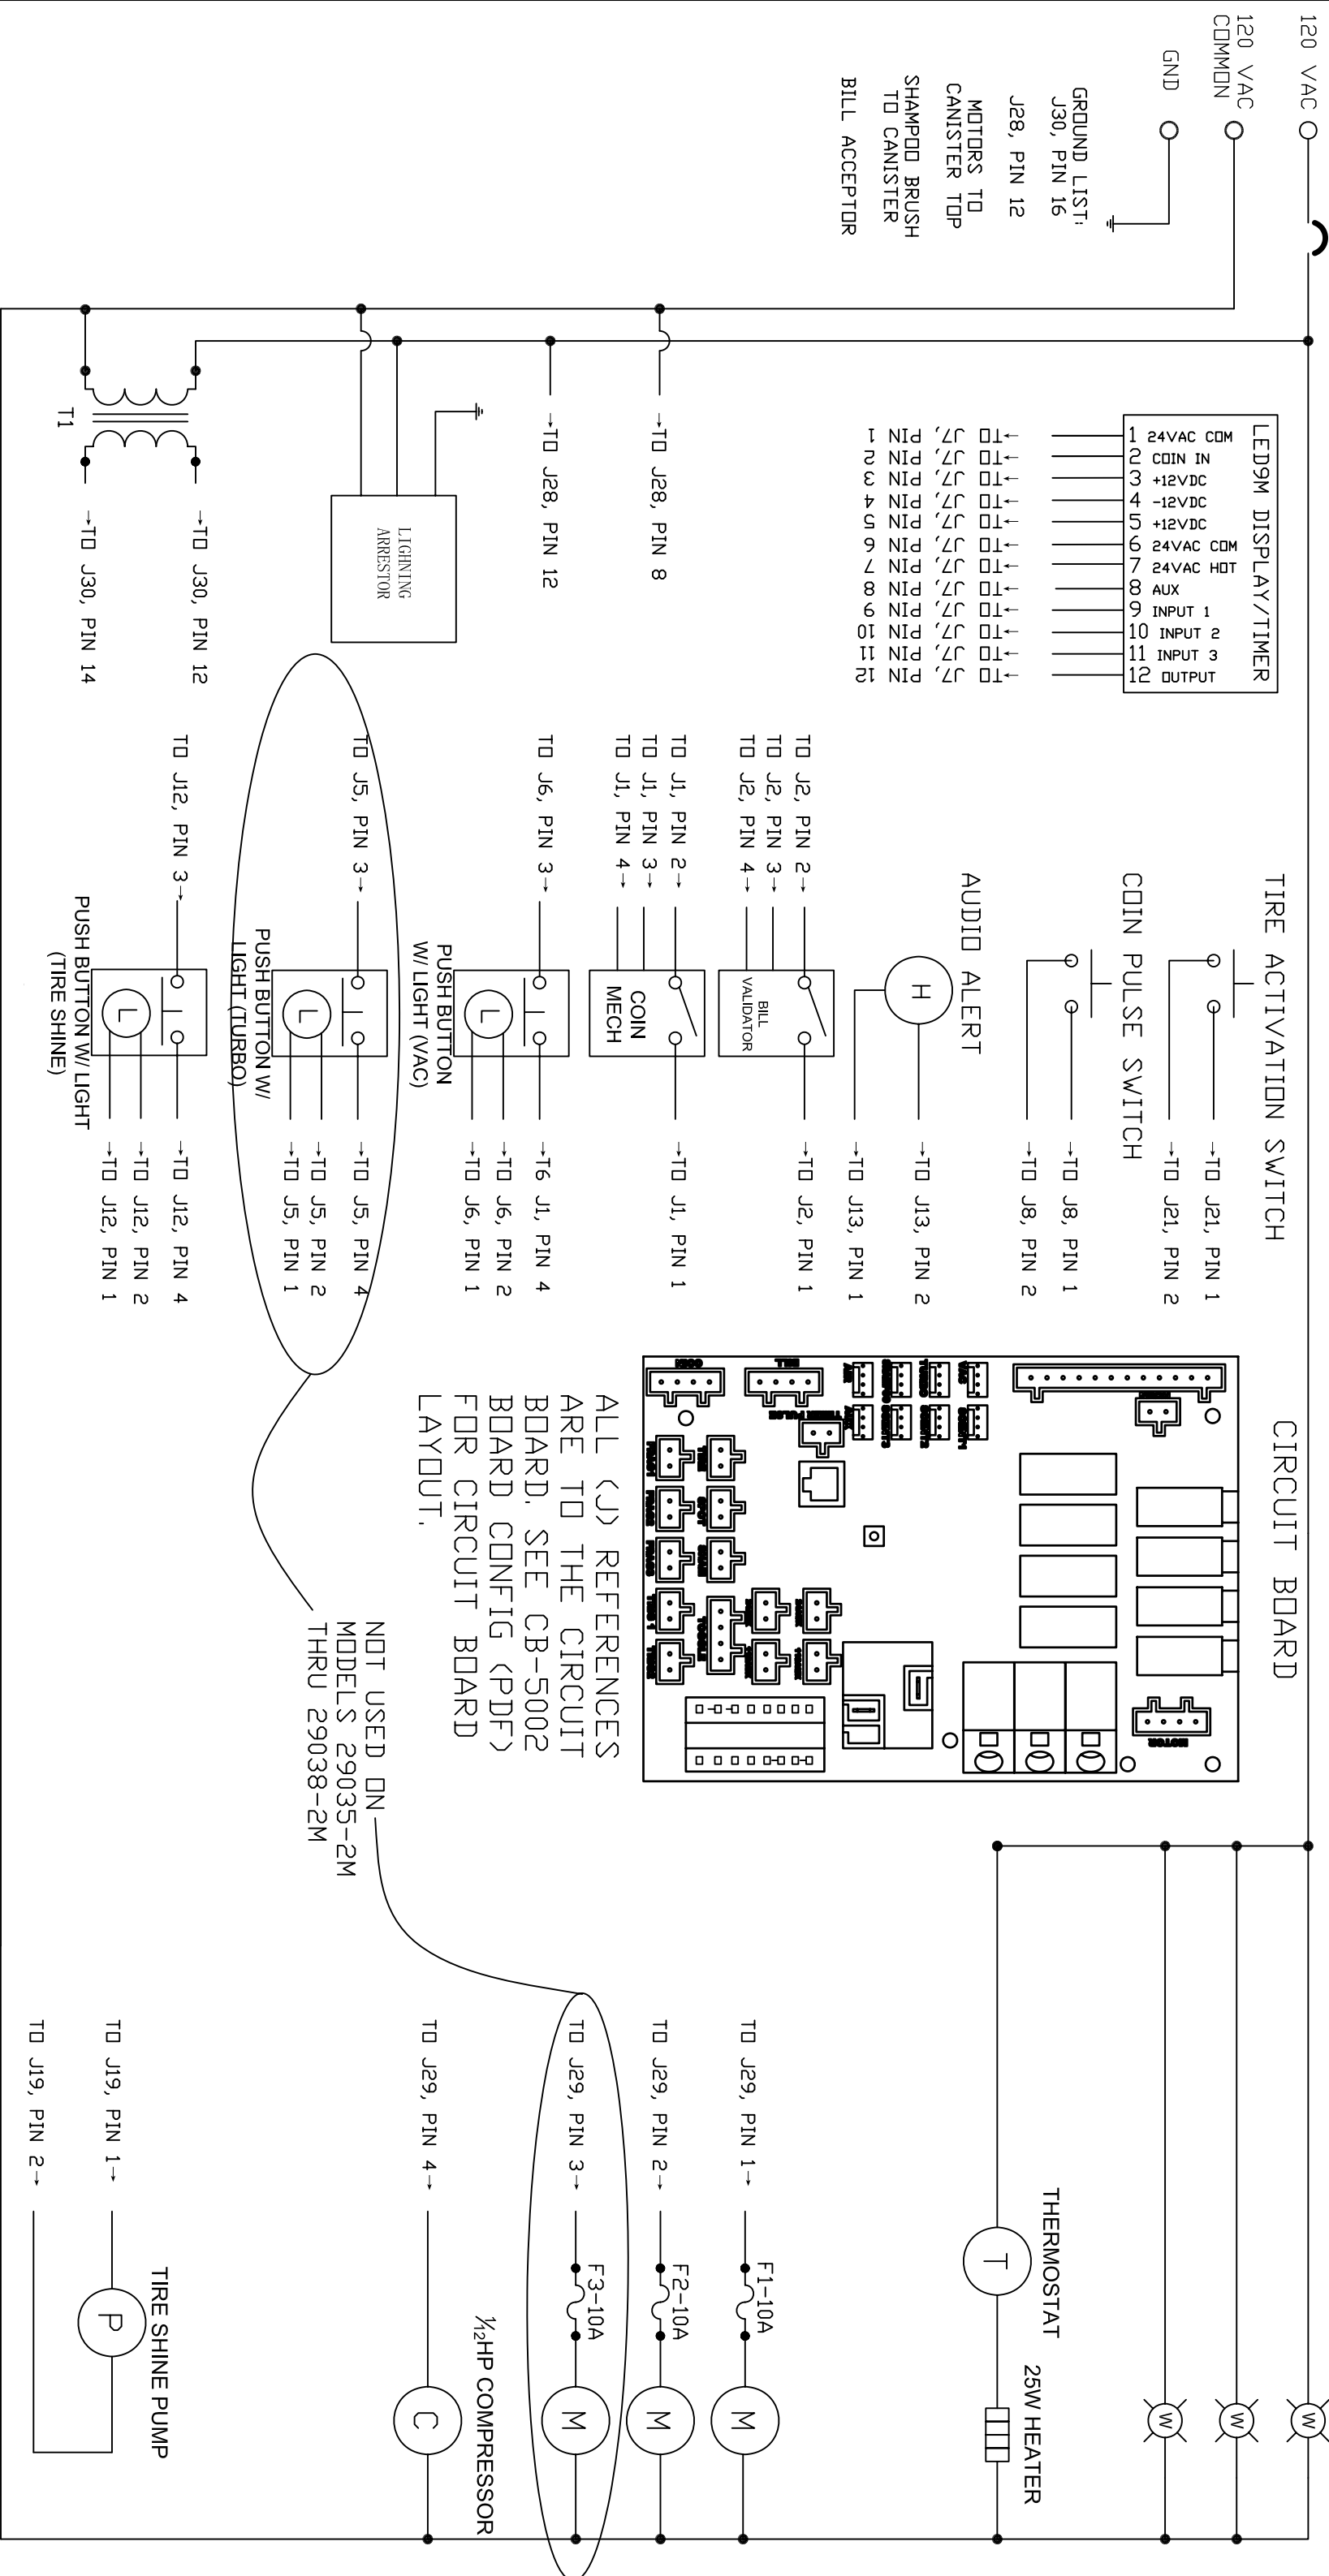 120 VAC
120 VAC
COMMON
GND
GROUND LIST:
J30, PIN 16
J28, PIN 12
MOTORS TO
CANISTER TOP
SHAMPOO BRUSH
TO CANISTER
BILL ACCEPTOR
LED9M DISPLAY/TIMER
1 24VAC COM
2 COIN IN
3 +12VDC
4 -12VDC
5 +12VDC
6 24VAC COM
7 24VAC HOT
8 AUX
9 INPUT 1
10 INPUT 2
11 INPUT 3
12 OUTPUT
←TO J7, PIN 1
←TO J7, PIN 2
←TO J7, PIN 3
←TO J7, PIN 4
←TO J7, PIN 5
←TO J7, PIN 6
←TO J7, PIN 7
←TO J7, PIN 8
←TO J7, PIN 9
←TO J7, PIN 10
←TO J7, PIN 11
←TO J7, PIN 12
→TO J28, PIN 8
→TO J28, PIN 12
LIGHNING
ARRESTOR
T1
→TO J30, PIN 12
→TO J30, PIN 14
TIRE ACTIVATION SWITCH
→TO J21, PIN 1
→TO J21, PIN 2
COIN PULSE SWITCH
→TO J8, PIN 1
→TO J8, PIN 2
AUDIO ALERT
H
→TO J13, PIN 2
→TO J13, PIN 1
TO J2, PIN 2→
TO J2, PIN 3→
TO J2, PIN 4→
BILL
VALIDATOR
→TO J2, PIN 1
TO J1, PIN 2→
TO J1, PIN 3→
TO J1, PIN 4→
COIN
MECH
→TO J1, PIN 1
TO J6, PIN 3→
L
→T6 J1, PIN 4
→TO J6, PIN 2
→TO J6, PIN 1
PUSH BUTTON
W/ LIGHT (VAC)
TO J5, PIN 3→
L
→TO J5, PIN 4
→TO J5, PIN 2
→TO J5, PIN 1
PUSH BUTTON W/
LIGHT (TURBO)
TO J12, PIN 3→
L
→TO J12, PIN 4
→TO J12, PIN 2
→TO J12, PIN 1
PUSH BUTTON W/ LIGHT
(TIRE SHINE)
CIRCUIT BOARD
MOTOR
VAC
TURBO
AIR
AUX
BILL
COIN
TOGGLE
ALL (J) REFERENCES
ARE TO THE CIRCUIT
BOARD. SEE CB-5002
BOARD CONFIG (PDF)
FOR CIRCUIT BOARD
LAYOUT.
NOT USED ON
MODELS 29035-2M
THRU 29038-2M
W
W
W
THERMOSTAT
T
25W HEATER
TO J29, PIN 1→
F1-10A
M
TO J29, PIN 2→
F2-10A
M
TO J29, PIN 3→
F3-10A
M
1/12HP COMPRESSOR
TO J29, PIN 4→
C
TIRE SHINE PUMP
TO J19, PIN 1→
P
TO J19, PIN 2→